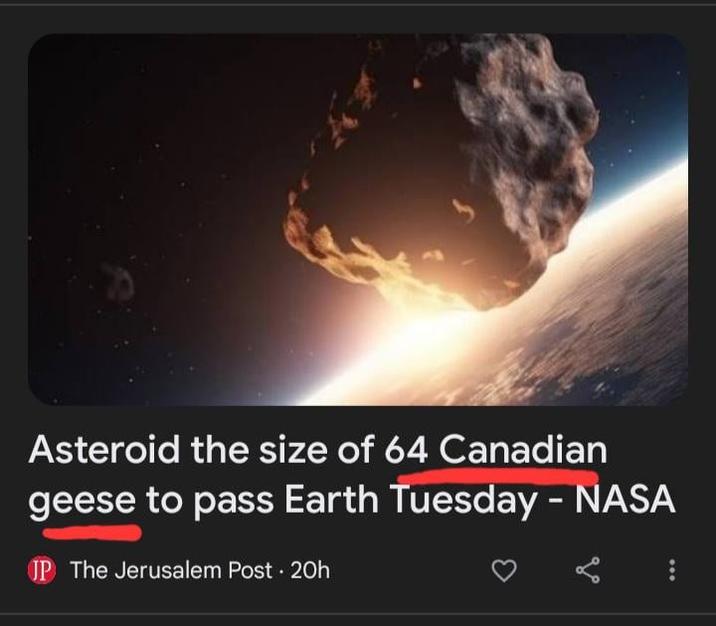 Asteroid the size of 64 Canadian
geese to pass Earth Tuesday - NASA
JP The Jerusalem Post · 20h